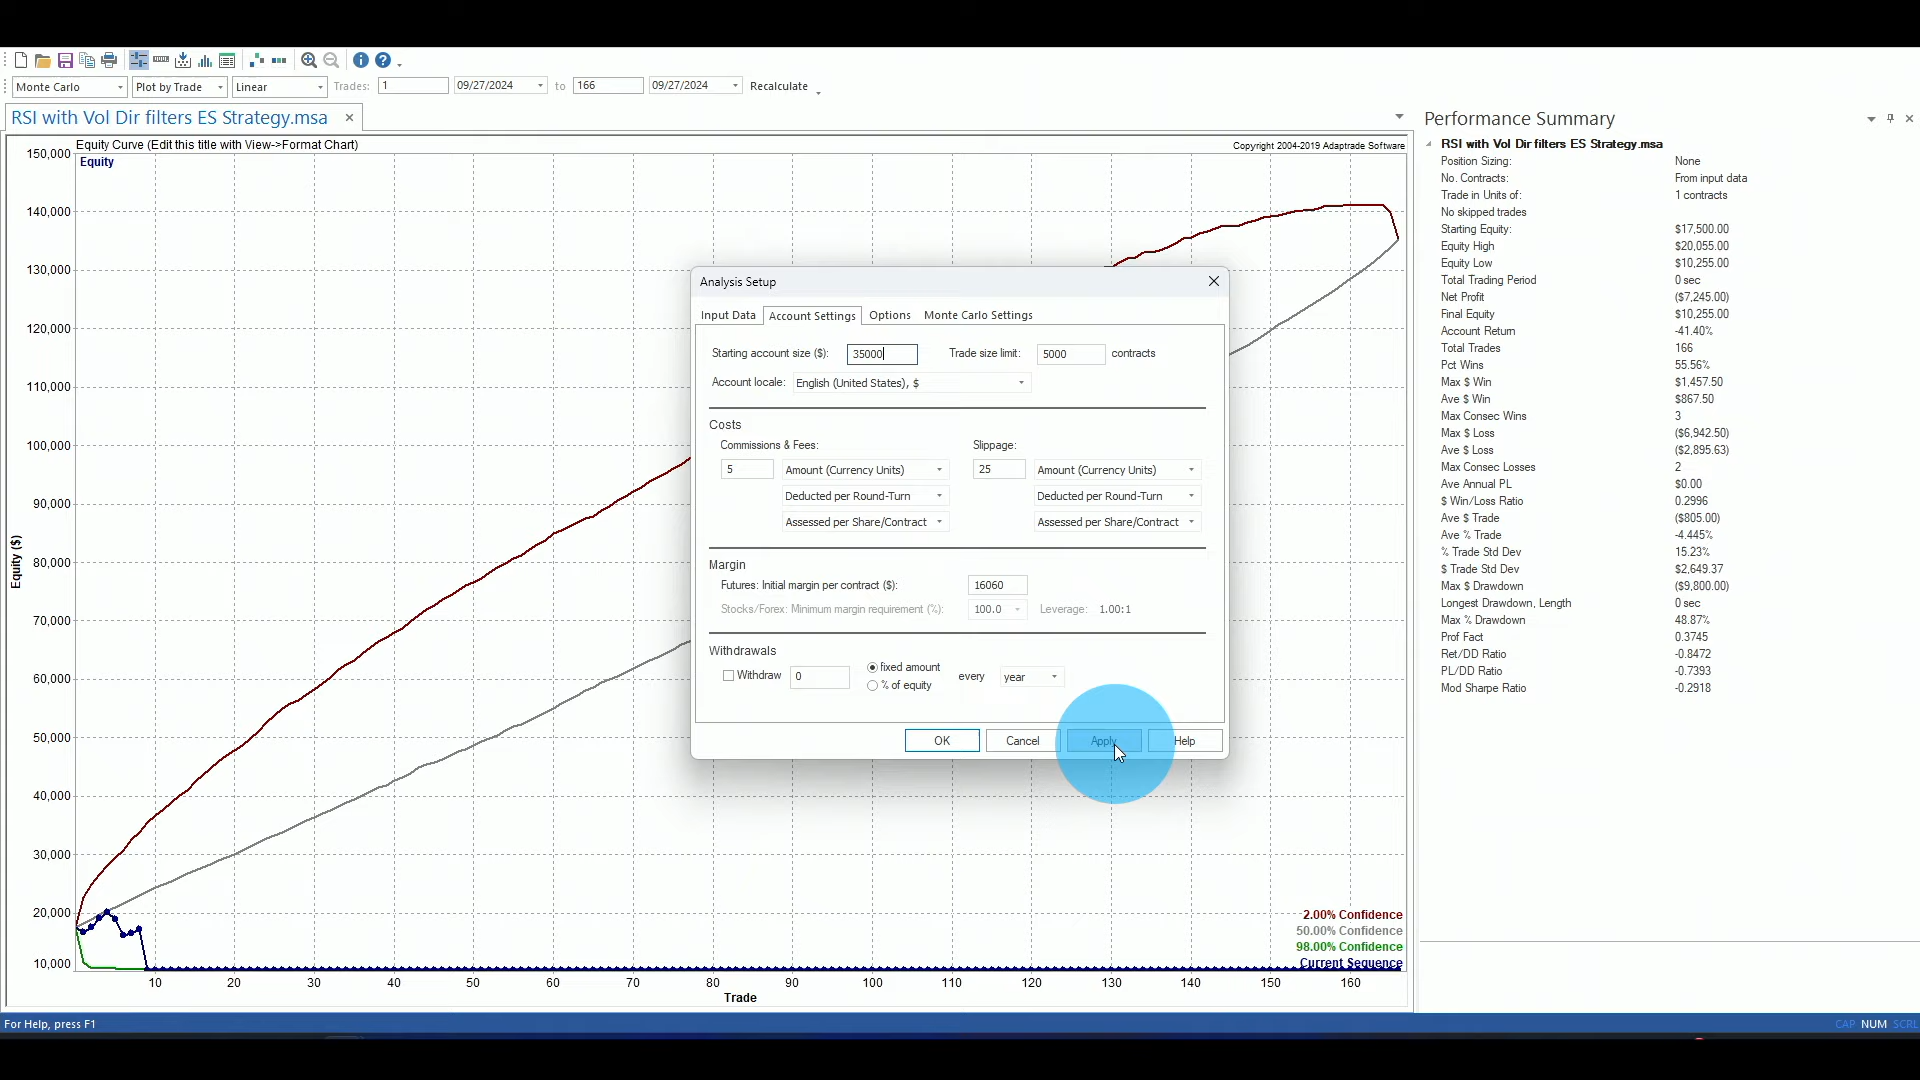 Monte Carlo Plot by Trade Linear Trades: 1 09/27/2024 to 166 09/27/2024 Recalculate
RSI with Vol Dir filters ES Strategy.msa
Equity Curve (Edit this title with View->Format Chart)
Copyright 2004-2019 Adaptrade Software
Equity
150,000
140,000
130,000
120,000
110,000
100,000
90,000
80,000
70,000
60,000
50,000
40,000
30,000
20,000
10,000
Equity ($)
10 20 30 40 50 60 70 80 90 100 110 120 130 140 150 160
Trade
2.00% Confidence
50.00% Confidence
98.00% Confidence
Current Sequence
Analysis Setup
Input Data Account Settings Options Monte Carlo Settings
Starting account size ($): 35000 Trade size limit: 5000 contracts
Account locale: English (United States), $
Costs
Commissions & Fees: Slippage:
5 Amount (Currency Units) 25 Amount (Currency Units)
Deducted per Round-Turn Deducted per Round-Turn
Assessed per Share/Contract Assessed per Share/Contract
Margin
Futures: Initial margin per contract ($): 16060
Stocks/Forex: Minimum margin requirement (%): 100.0 Leverage: 1.00:1
Withdrawals
Withdraw 0 fixed amount every year
% of equity
OK Cancel Apply Help
Performance Summary
RSI with Vol Dir filters ES Strategy.msa
Position Sizing: None
No. Contracts: From input data
Trade in Units of: 1 contracts
No skipped trades
Starting Equity: $17,500.00
Equity High $20,055.00
Equity Low $10,255.00
Total Trading Period 0 sec
Net Profit ($7,245.00)
Final Equity $10,255.00
Account Return -41.40%
Total Trades 166
Pct Wins 55.56%
Max $ Win $1,457.50
Ave $ Win $867.50
Max Consec Wins 3
Max $ Loss ($6,942.50)
Ave $ Loss ($2,895.63)
Max Consec Losses 2
Ave Annual PL $0.00
$ Win/Loss Ratio 0.2996
Ave $ Trade ($805.00)
Ave % Trade -4.445%
% Trade Std Dev 15.23%
$ Trade Std Dev $2,649.37
Max $ Drawdown ($9,800.00)
Longest Drawdown, Length 0 sec
Max % Drawdown 48.87%
Prof Fact 0.3745
Ret/DD Ratio -0.8472
PL/DD Ratio -0.7393
Mod Sharpe Ratio -0.2918
For Help, press F1
CAP NUM SCRL